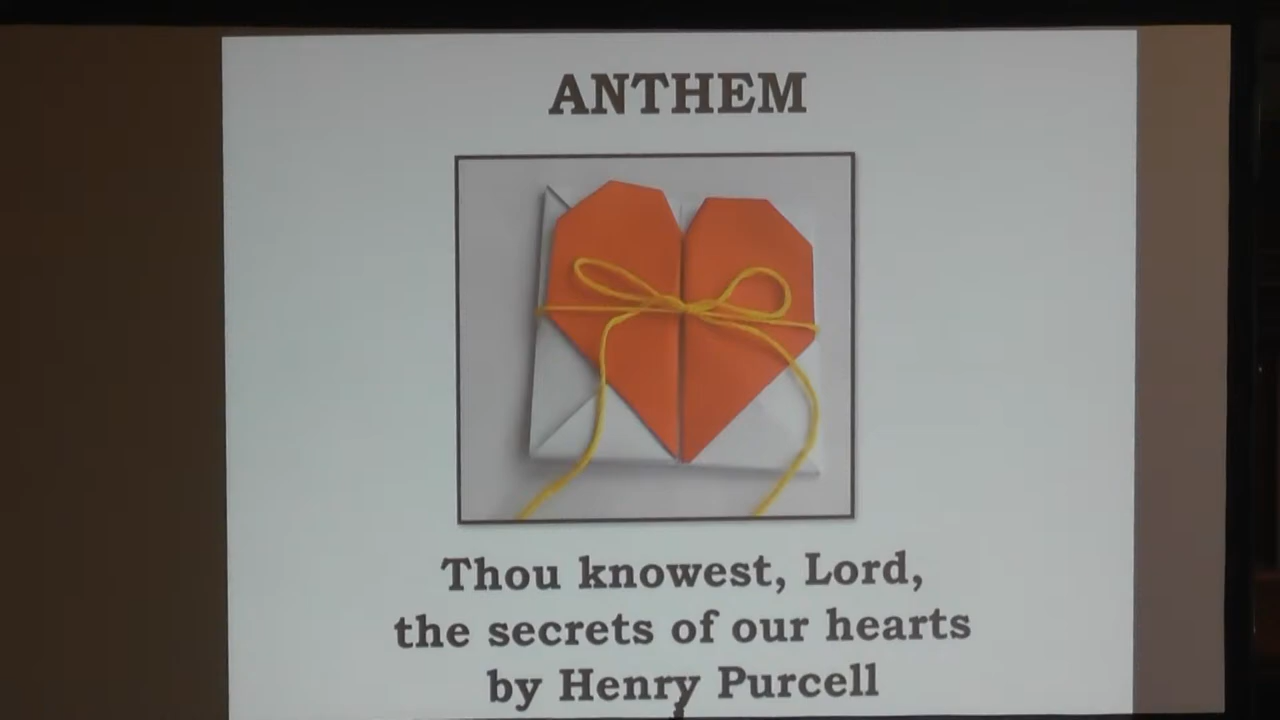 ANTHEM
Thou knowest, Lord,
the secrets of our hearts
by Henry Purcell